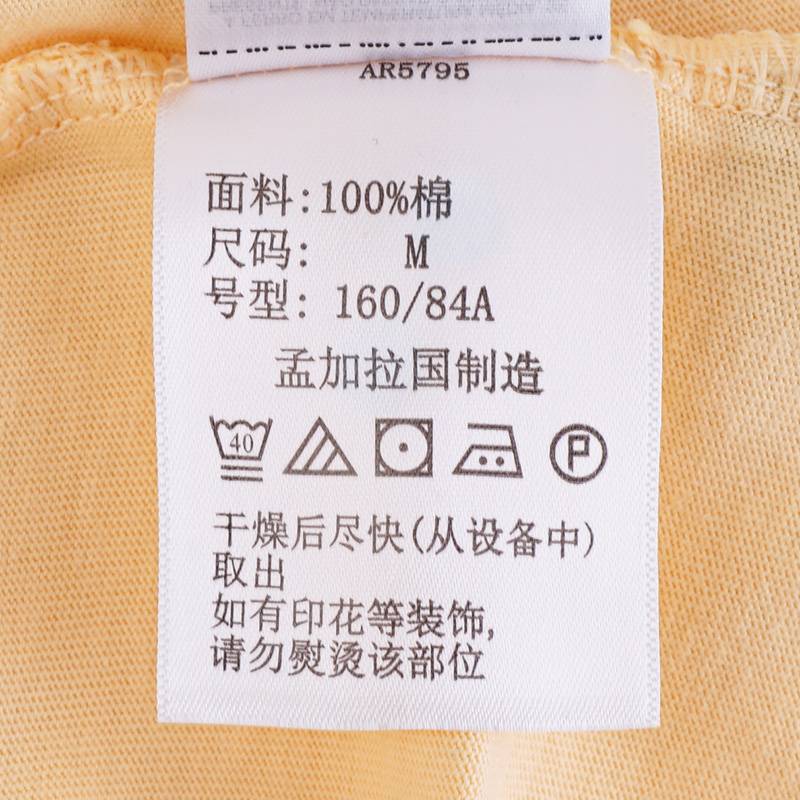 AR5795
面料:100%棉
尺码: M
号型: 160/84A
孟加拉国制造
40 P
干燥后尽快(从设备中)
取出
如有印花等装饰,
请勿熨烫该部位